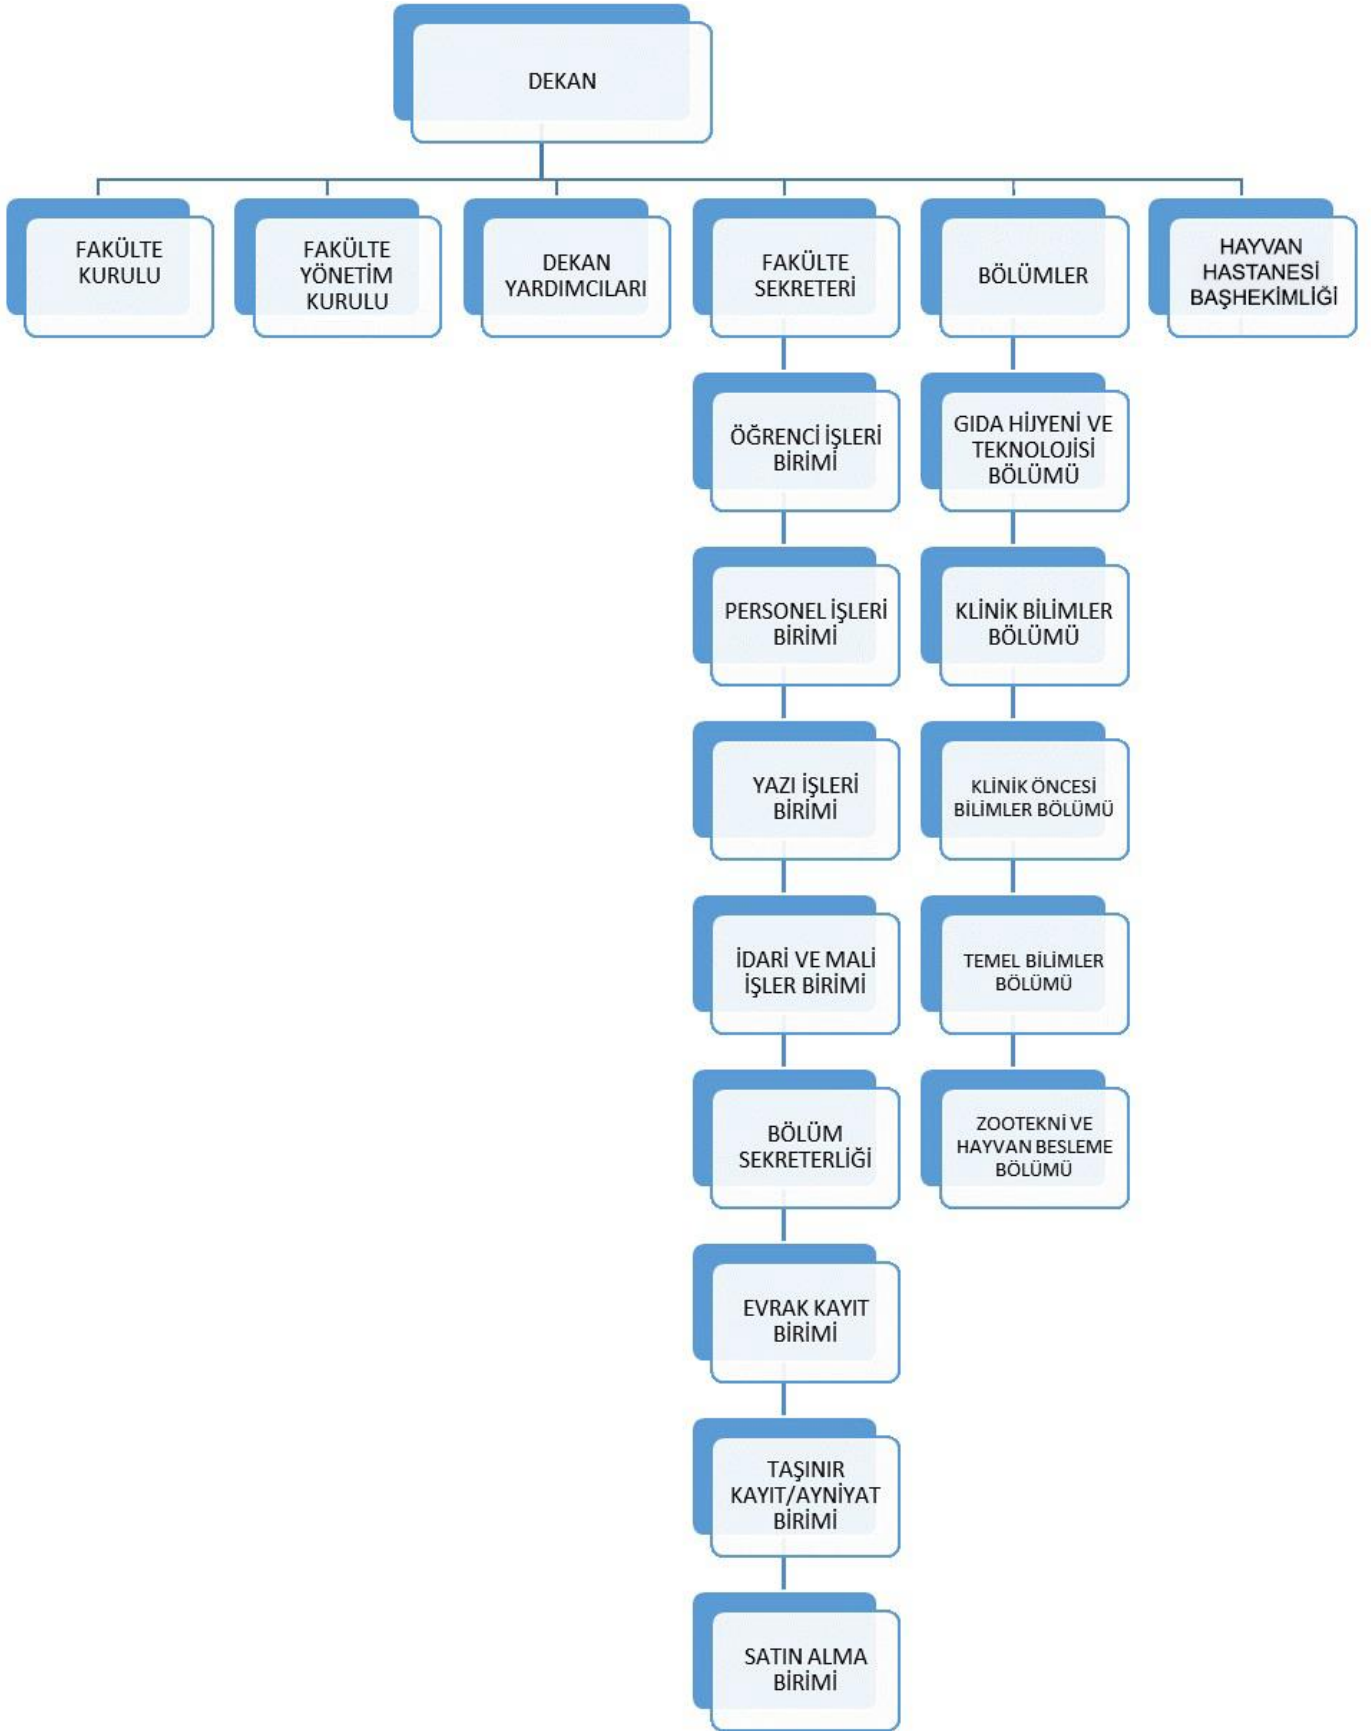 DEKAN
FAKÜLTE
KURULU
FAKÜLTE
YÖNETİM
KURULU
DEKAN
YARDIMCILARI
FAKÜLTE
SEKRETERİ
BÖLÜMLER
HAYVAN
HASTANESİ
BAŞHEKİMLİĞİ
ÖĞRENCİ İŞLERİ
BİRİMİ
PERSONEL İŞLERİ
BİRİMİ
YAZI İŞLERİ
BİRİMİ
İDARİ VE MALİ
İŞLER BİRİMİ
BÖLÜM
SEKRETERLİĞİ
EVRAK KAYIT
BİRİMİ
TAŞINIR
KAYIT/AYNİYAT
BİRİMİ
SATIN ALMA
BİRİMİ
GIDA HİJYENİ VE
TEKNOLOJİSİ
BÖLÜMÜ
KLİNİK BİLİMLER
BÖLÜMÜ
KLİNİK ÖNCESİ
BİLİMLER BÖLÜMÜ
TEMEL BİLİMLER
BÖLÜMÜ
ZOOTEKNİ VE
HAYVAN BESLEME
BÖLÜMÜ